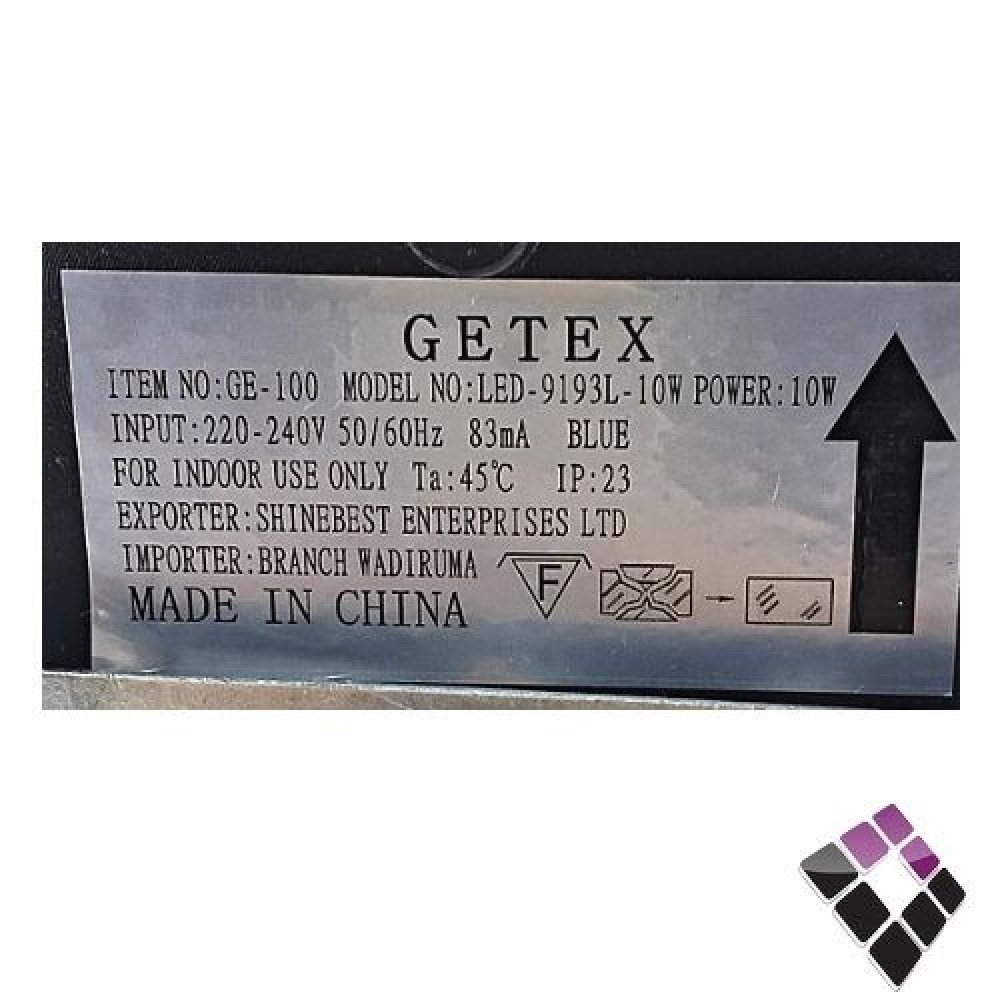 GETEX
ITEM NO:GE-100 MODEL NO:LED-9193L-10W POWER:10W
INPUT:220-240V 50/60Hz 83mA BLUE
FOR INDOOR USE ONLY Ta:45℃ IP:23
EXPORTER:SHINEBEST ENTERPRISES LTD
IMPORTER:BRANCH WADIRUMA
F
MADE IN CHINA